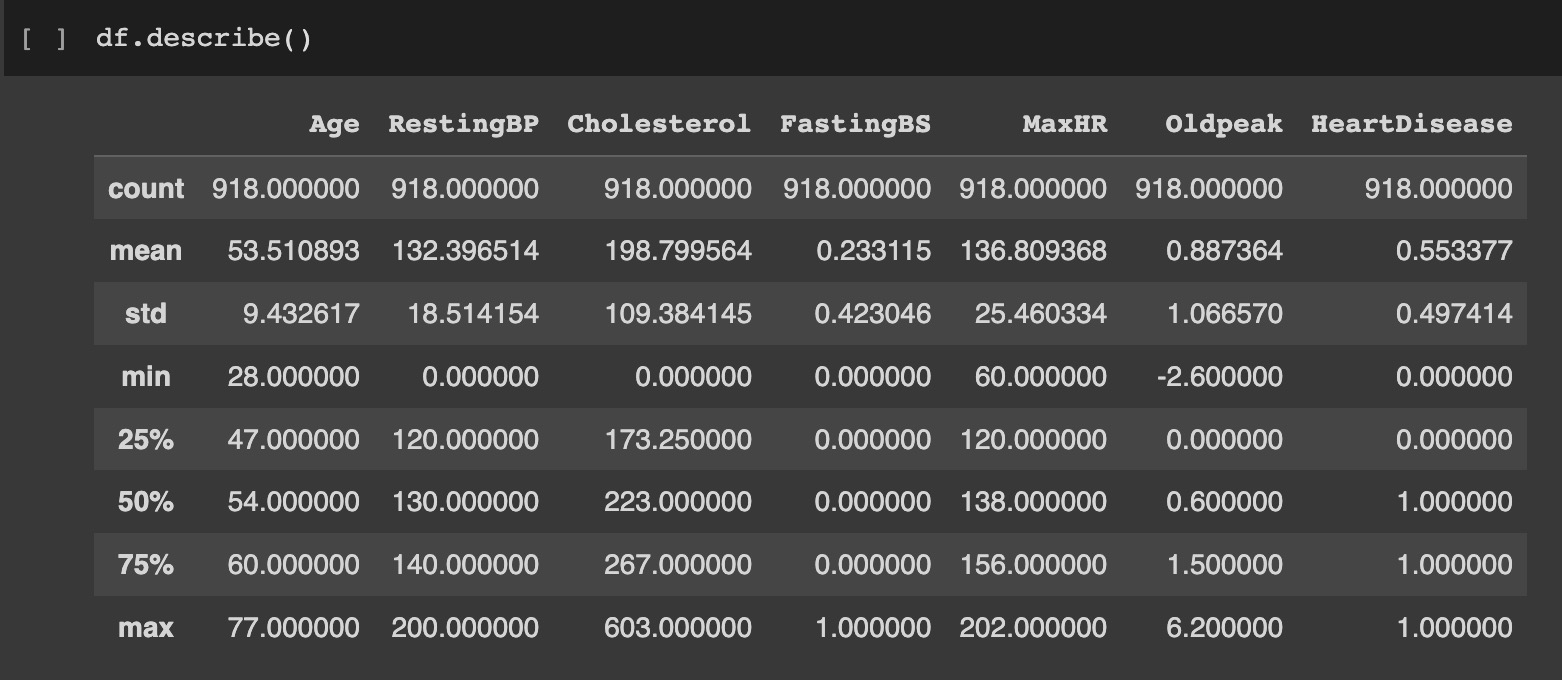 [ ] df.describe()
Age RestingBP Cholesterol FastingBS MaxHR Oldpeak HeartDisease
count 918.000000 918.000000 918.000000 918.000000 918.000000 918.000000 918.000000
mean 53.510893 132.396514 198.799564 0.233115 136.809368 0.887364 0.553377
std 9.432617 18.514154 109.384145 0.423046 25.460334 1.066570 0.497414
min 28.000000 0.000000 0.000000 0.000000 60.000000 -2.600000 0.000000
25% 47.000000 120.000000 173.250000 0.000000 120.000000 0.000000 0.000000
50% 54.000000 130.000000 223.000000 0.000000 138.000000 0.600000 1.000000
75% 60.000000 140.000000 267.000000 0.000000 156.000000 1.500000 1.000000
max 77.000000 200.000000 603.000000 1.000000 202.000000 6.200000 1.000000